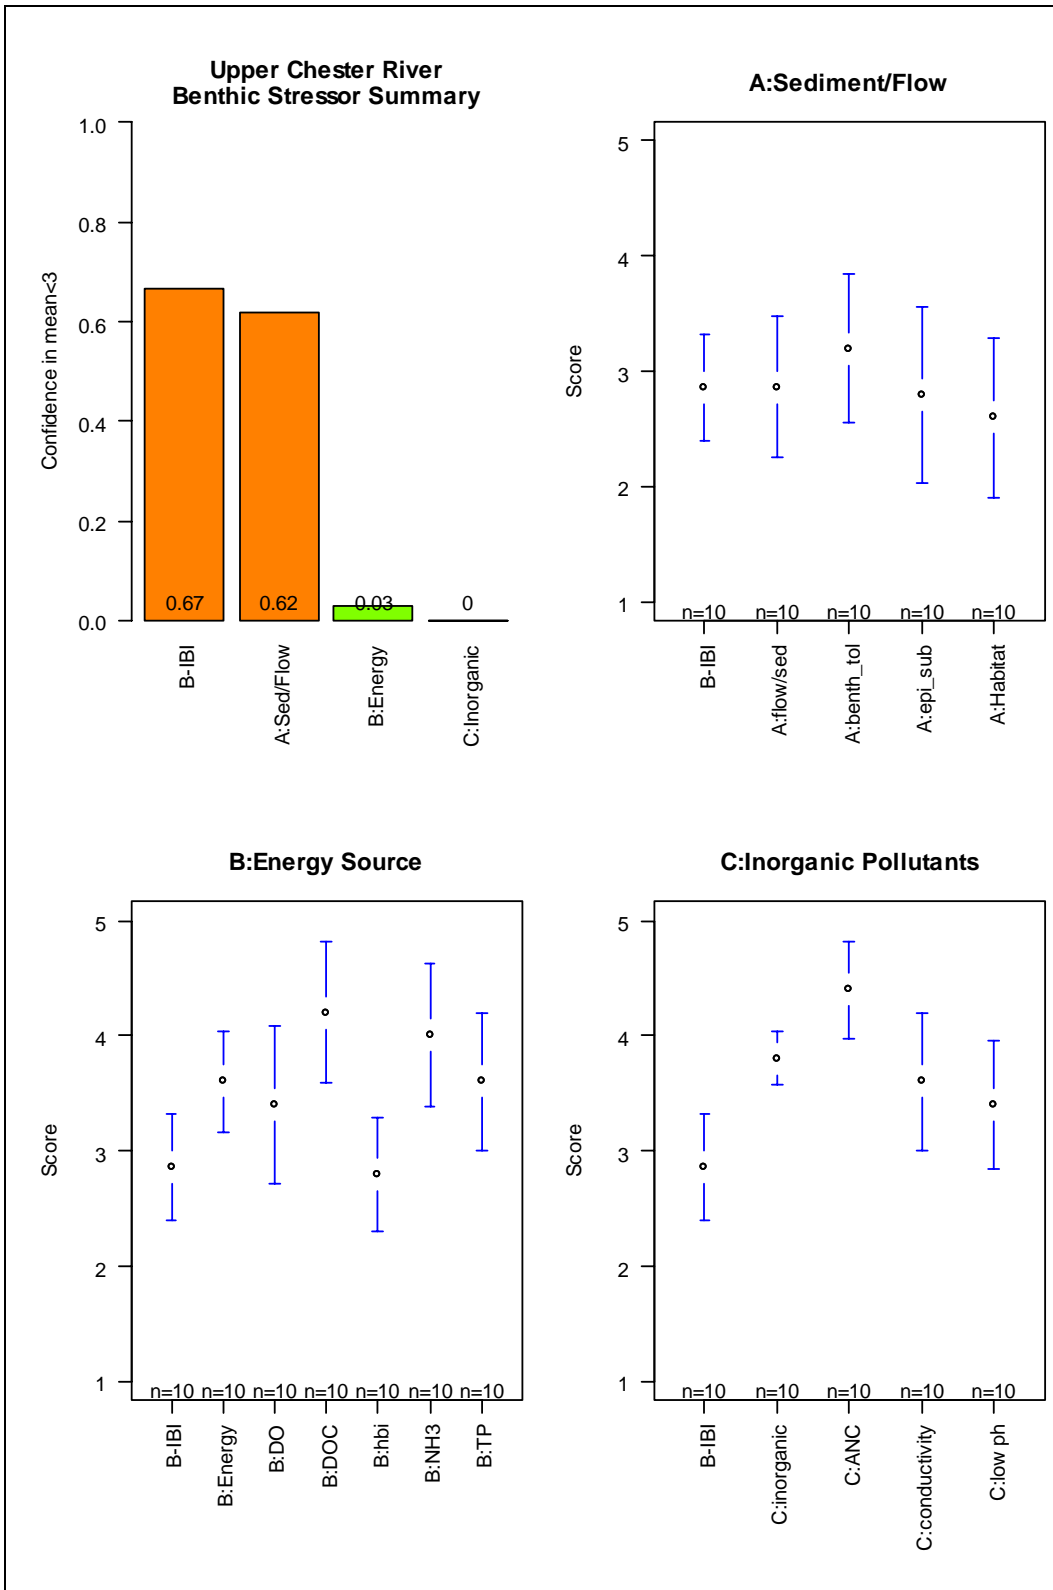 Upper Chester River
Benthic Stressor Summary
Confidence in mean<3
1.0
0.8
0.6
0.4
0.2
0.0
0.67
0.62
0.03
0
B-IBI
A:Sed/Flow
B:Energy
C:Inorganic
A:Sediment/Flow
Score
5
4
3
2
1
n=10
n=10
n=10
n=10
n=10
B-IBI
A:flow/sed
A:benth_tol
A:epi_sub
A:Habitat
B:Energy Source
Score
5
4
3
2
1
n=10
n=10
n=10
n=10
n=10
n=10
n=10
B-IBI
B:Energy
B:DO
B:DOC
B:hbi
B:NH3
B:TP
C:Inorganic Pollutants
Score
5
4
3
2
1
n=10
n=10
n=10
n=10
n=10
B-IBI
C:inorganic
C:ANC
C:conductivity
C:low ph